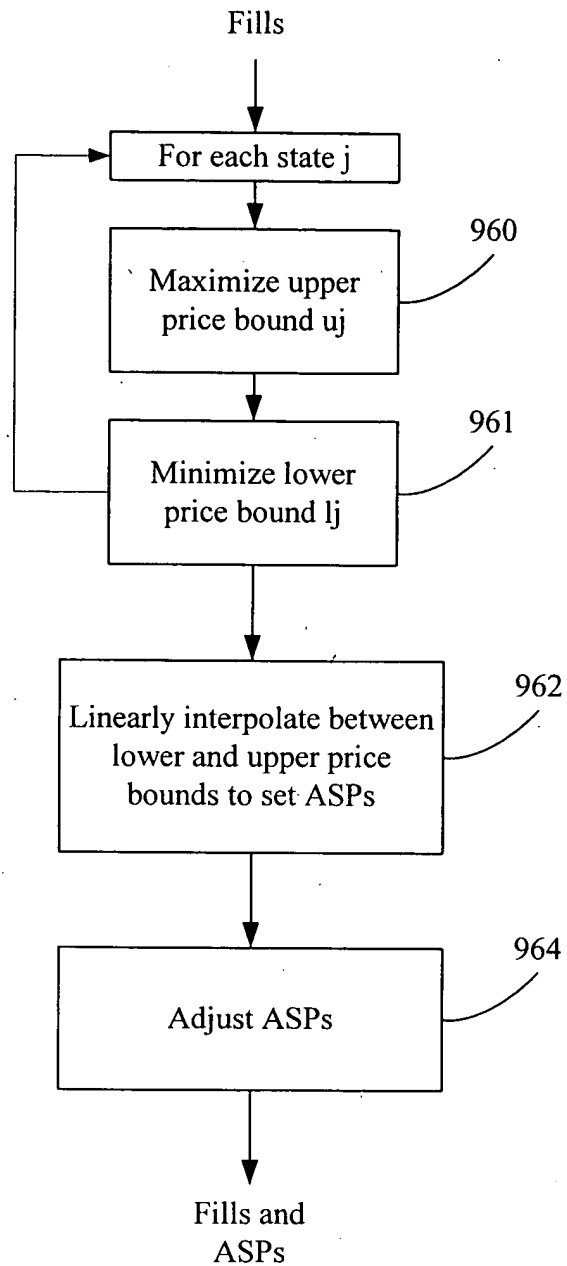 Fills
For each state j
960
Maximize upper
price bound uj
961
Minimize lower
price bound lj
962
Linearly interpolate between
lower and upper price
bounds to set ASPs
964
Adjust ASPs
Fills and
ASPs